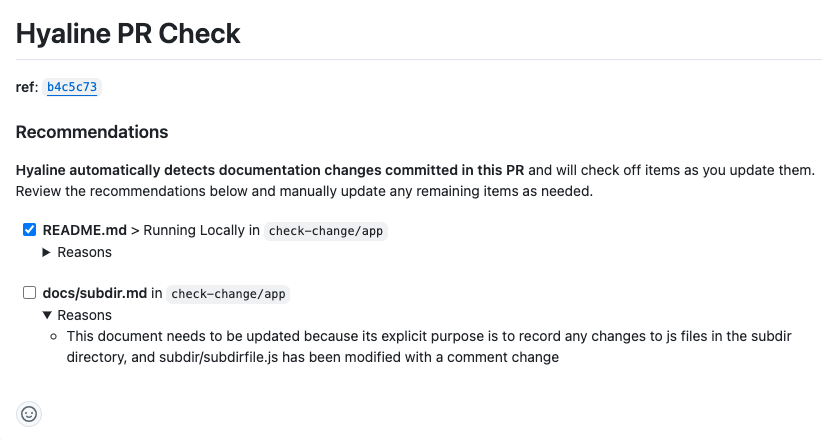 Hyaline PR Check
ref: b4c5c73
Recommendations
Hyaline automatically detects documentation changes committed in this PR and will check off items as you update them.
Review the recommendations below and manually update any remaining items as needed.
README.md > Running Locally in check-change/app
Reasons
docs/subdir.md in check-change/app
Reasons
This document needs to be updated because its explicit purpose is to record any changes to js files in the subdir
directory, and subdir/subdirfile.js has been modified with a comment change